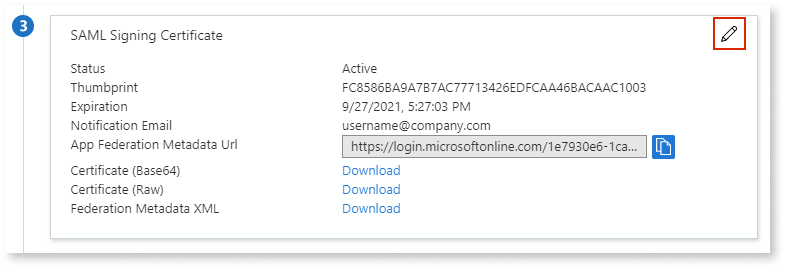 3
SAML Signing Certificate
Status Active
Thumbprint FC8586BA9A7B7AC77713426EDFCAA46BACAAC1003
Expiration 9/27/2021, 5:27:03 PM
Notification Email username@company.com
App Federation Metadata Url https://login.microsoftonline.com/1e7930e6-1ca...
Certificate (Base64) Download
Certificate (Raw) Download
Federation Metadata XML Download